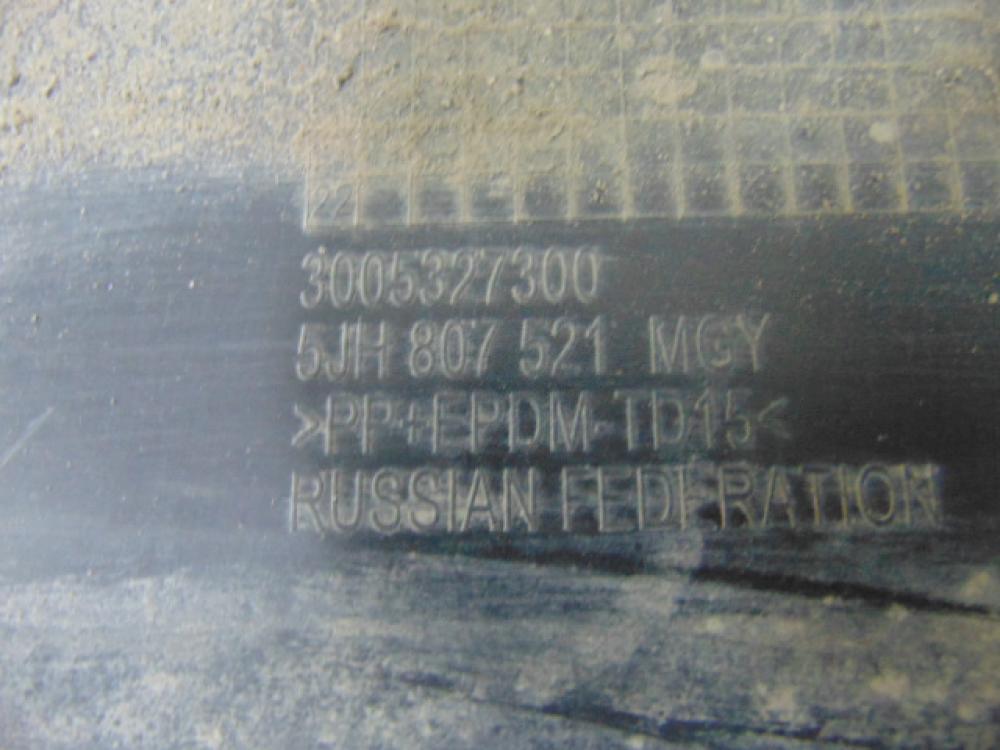 22
3005327300
5JH 807 521 MGY
>PP+EPDM-TD15<
RUSSIAN FEDERATION